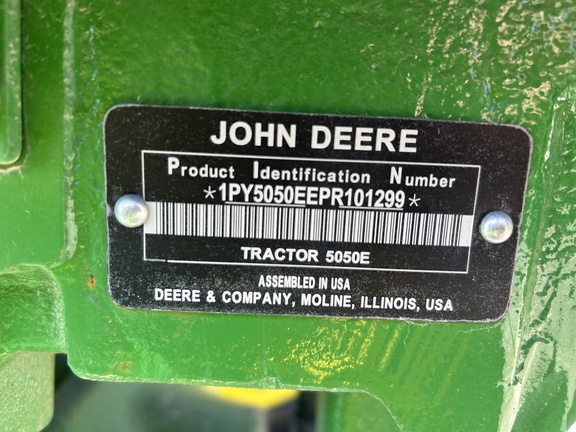 JOHN DEERE
Product Identification Number
*1PY5050EEPR101299*
TRACTOR 5050E
ASSEMBLED IN USA
DEERE & COMPANY, MOLINE, ILLINOIS, USA